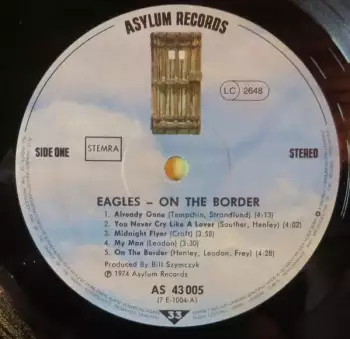 ASYLUM RECORDS
LC 2648
SIDE ONE
STEMRA
STEREO
EAGLES – ON THE BORDER
1. Already Gone (Tempchin, Strandlund) (4:13)
2. You Never Cry Like A Lover (Souther, Henley) (4:02)
3. Midnight Flyer (Craft) (3:58)
4. My Man (Leadon) (3:30)
5. On The Border (Henley, Leadon, Frey) (4:28)
Produced By Bill Szymczyk
℗ 1974 Asylum Records
AS 43 005
(7 E-1004-A)
33